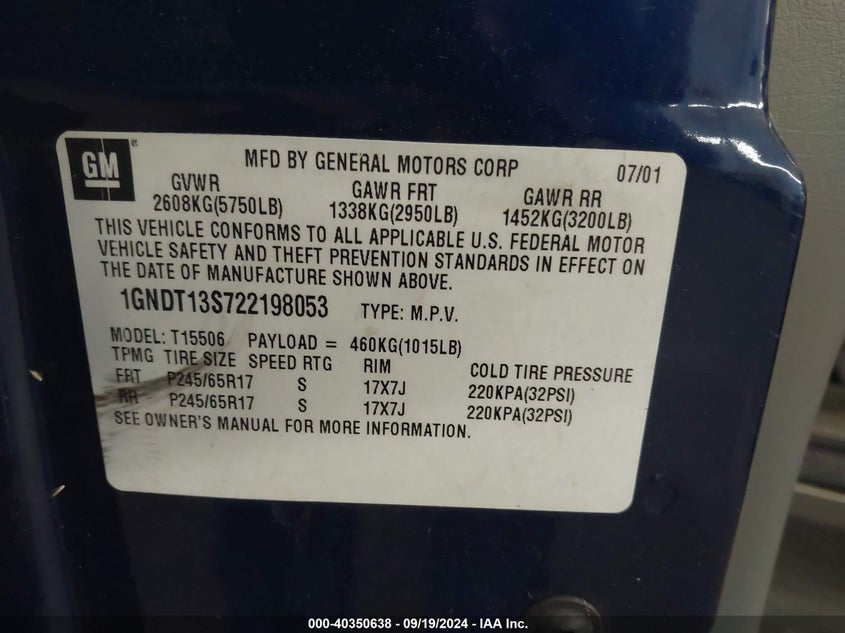 GM
MFD BY GENERAL MOTORS CORP 07/01
GVWR GAWR FRT GAWR RR
2608KG(5750LB) 1338KG(2950LB) 1452KG(3200LB)
THIS VEHICLE CONFORMS TO ALL APPLICABLE U.S. FEDERAL MOTOR
VEHICLE SAFETY AND THEFT PREVENTION STANDARDS IN EFFECT ON
THE DATE OF MANUFACTURE SHOWN ABOVE.
1GNDT13S722198053 TYPE: M.P.V.
MODEL: T15506 PAYLOAD = 460KG(1015LB)
TPMG TIRE SIZE SPEED RTG RIM COLD TIRE PRESSURE
FRT P245/65R17 S 17X7J 220KPA(32PSI)
RR P245/65R17 S 17X7J 220KPA(32PSI)
SEE OWNER'S MANUAL FOR MORE INFORMATION.
000-40350638 - 09/19/2024 - IAA Inc.